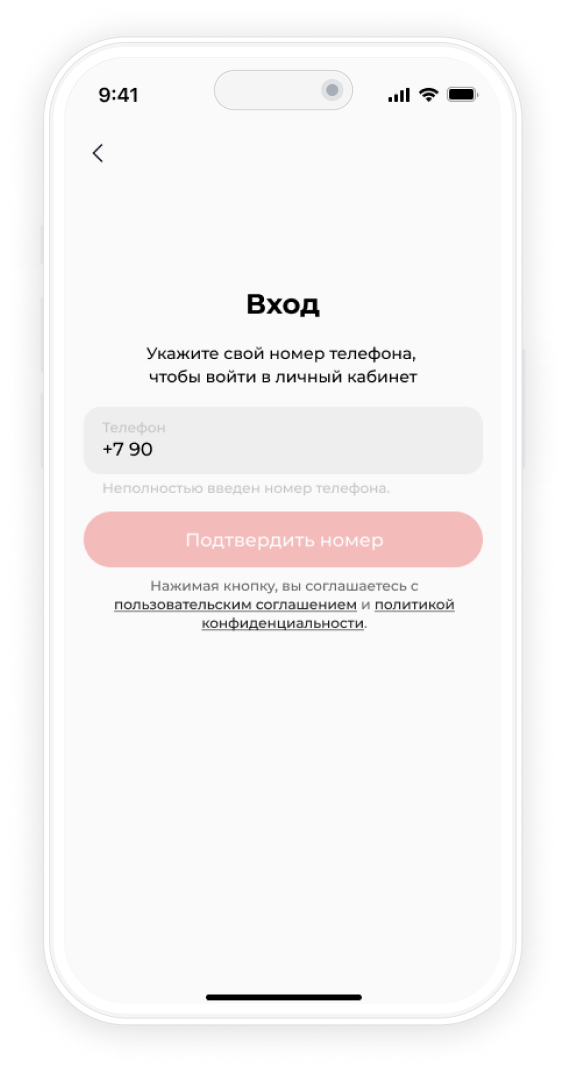 9:41
Вход
Укажите свой номер телефона,
чтобы войти в личный кабинет
Телефон
+7 90
Неполностью введен номер телефона.
Подтвердить номер
Нажимая кнопку, вы соглашаетесь с
пользовательским соглашением и политикой
конфиденциальности.